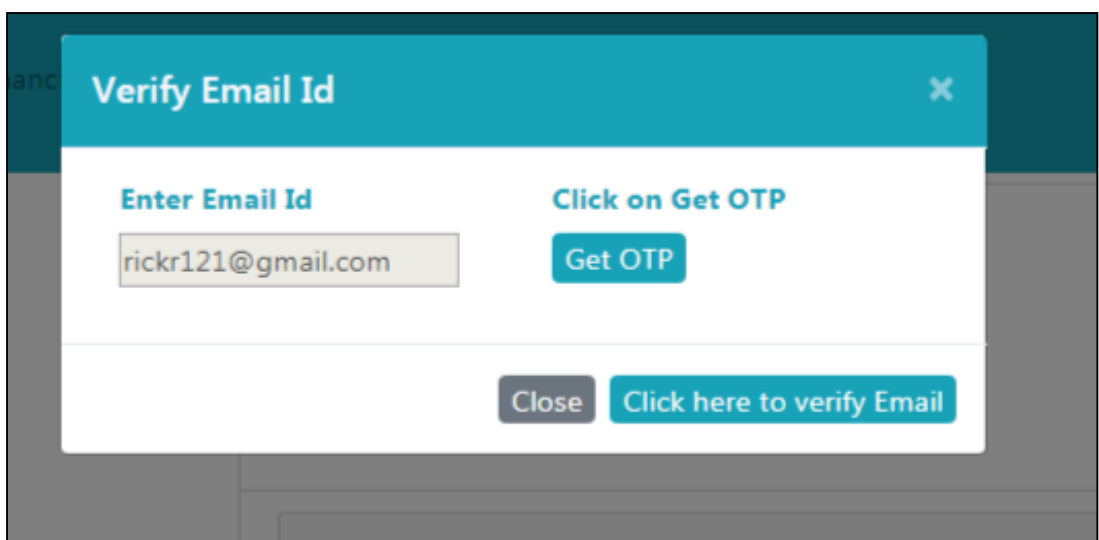 Verify Email Id ×
Enter Email Id Click on Get OTP
rickr121@gmail.com Get OTP
Close Click here to verify Email